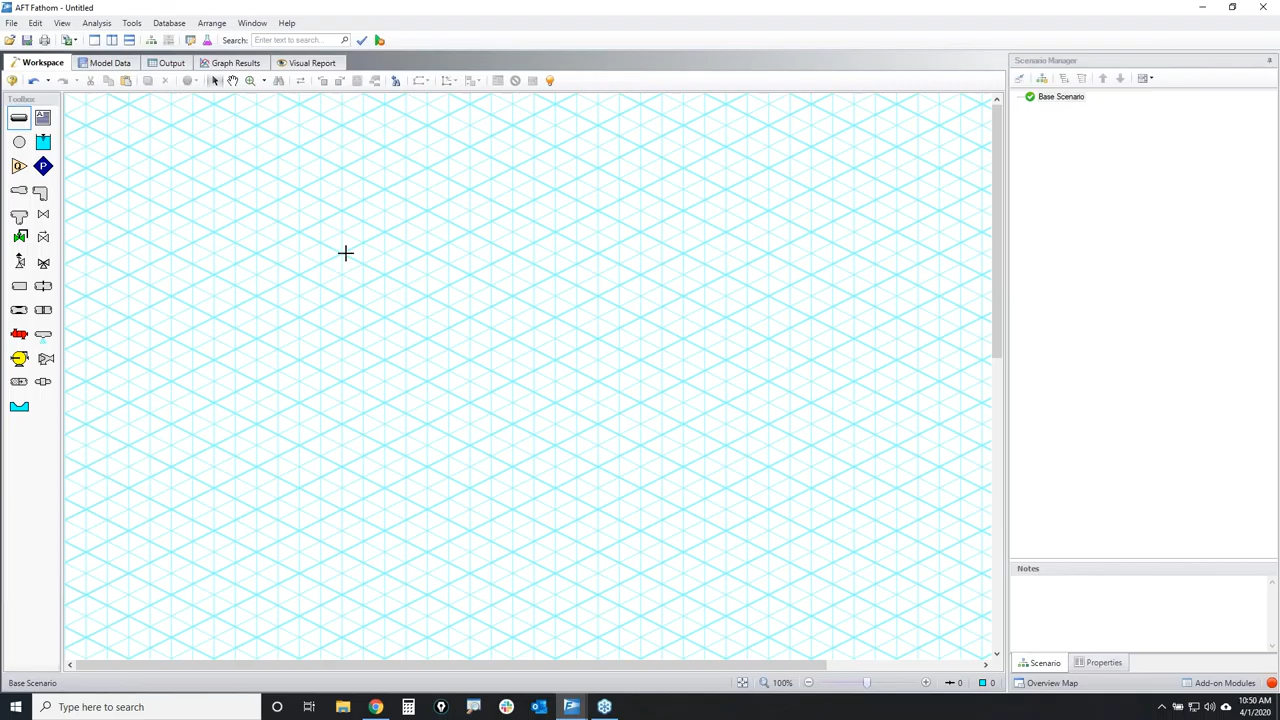 AFT Fathom - Untitled
File Edit View Analysis Tools Database Arrange Window Help
Search: Enter text to search...
Workspace Model Data Output Graph Results Visual Report
Scenario Manager
Toolbox
Base Scenario
A
Q P
Notes
Scenario Properties
Base Scenario 100% 0 0 Overview Map Add-on Modules
Type here to search
10:50 AM
4/1/2020